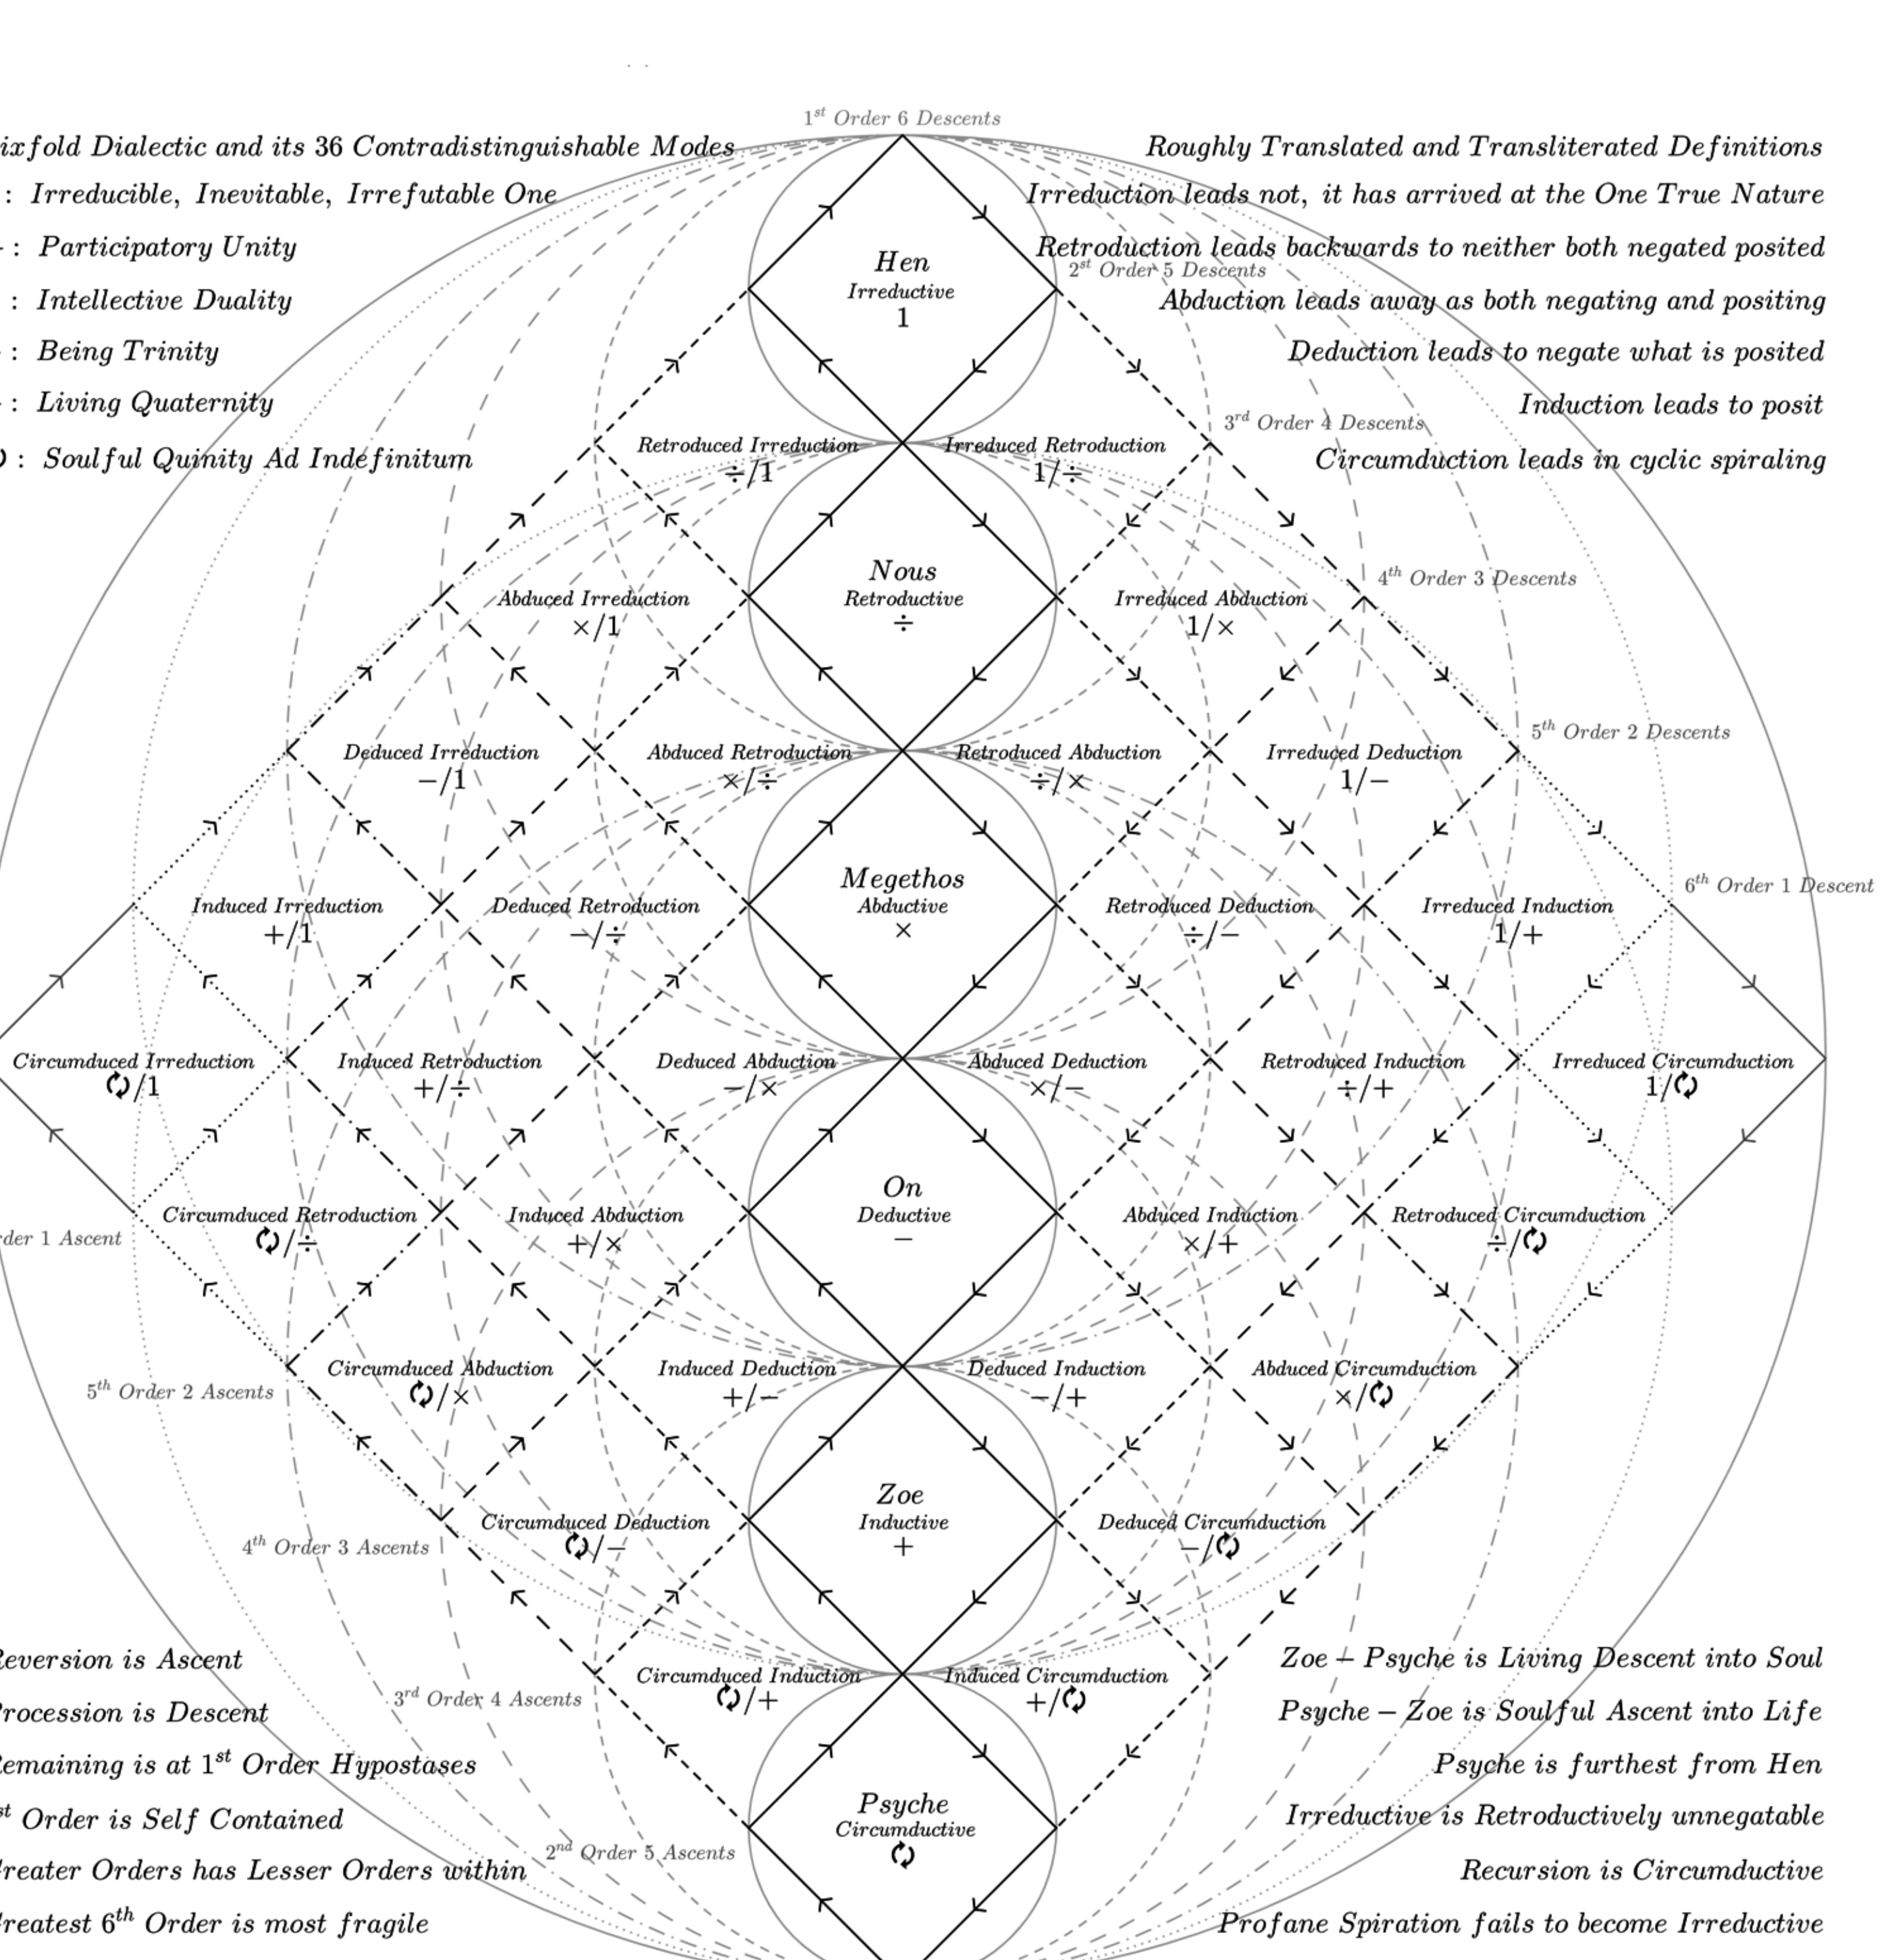 1st Order 6 Descents
ixfold Dialectic and its 36 Contradistinguishable Modes
: Irreducible, Inevitable, Irrefutable One
: Participatory Unity
: Intellective Duality
: Being Trinity
: Living Quaternity
: Soulful Quinity Ad Indefinitum
Roughly Translated and Transliterated Definitions
Irreduction leads not, it has arrived at the One True Nature
Retroduction leads backwards to neither both negated posited
Abduction leads away as both negating and positing
Deduction leads to negate what is posited
Induction leads to posit
Circumduction leads in cyclic spiraling
Hen
Irreductive
1
2st Order 5 Descents
3rd Order 4 Descents
Retroduced Irreduction
÷/1
Irreduced Retroduction
1/÷
Nous
Retroductive
÷
4th Order 3 Descents
Abduced Irreduction
×/1
Irreduced Abduction
1/×
5th Order 2 Descents
Deduced Irreduction
−/1
Abduced Retroduction
×/÷
Retroduced Abduction
÷/×
Irreduced Deduction
1/−
Megethos
Abductive
×
6th Order 1 Descent
Induced Irreduction
+/1
Deduced Retroduction
−/÷
Retroduced Deduction
÷/−
Irreduced Induction
1/+
Circumduced Irreduction
🗘/1
Induced Retroduction
+/÷
Deduced Abduction
−/×
Abduced Deduction
×/−
Retroduced Induction
÷/+
Irreduced Circumduction
1/🗘
On
Deductive
−
rder 1 Ascent
Circumduced Retroduction
🗘/÷
Induced Abduction
+/×
Abduced Induction
×/+
Retroduced Circumduction
÷/🗘
5th Order 2 Ascents
Circumduced Abduction
🗘/×
Induced Deduction
+/−
Deduced Induction
−/+
Abduced Circumduction
×/🗘
Zoe
Inductive
+
4th Order 3 Ascents
Circumduced Deduction
🗘/−
Deduced Circumduction
−/🗘
3rd Order 4 Ascents
Circumduced Induction
🗘/+
Induced Circumduction
+/🗘
Psyche
Circumductive
🗘
2nd Order 5 Ascents
Reversion is Ascent
rocession is Descent
emaining is at 1st Order Hypostases
st Order is Self Contained
reater Orders has Lesser Orders within
reatest 6th Order is most fragile
Zoe − Psyche is Living Descent into Soul
Psyche − Zoe is Soulful Ascent into Life
Psyche is furthest from Hen
Irreductive is Retroductively unnegatable
Recursion is Circumductive
Profane Spiration fails to become Irreductive